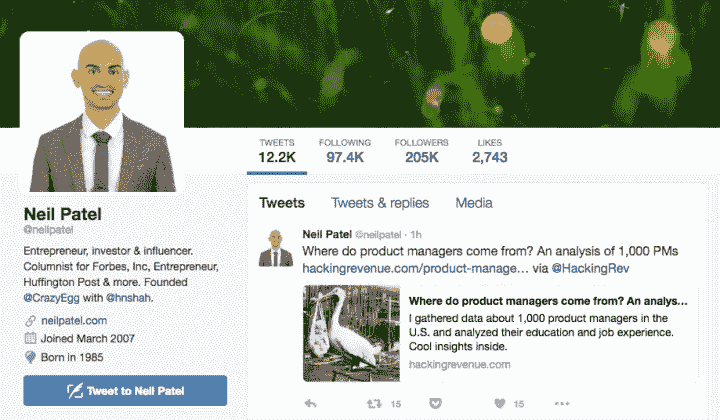 TWEETS FOLLOWING FOLLOWERS LIKES
12.2K 97.4K 205K 2,743
Neil Patel
@neilpatel
Entrepreneur, investor & influencer.
Columnist for Forbes, Inc, Entrepreneur,
Huffington Post & more. Founded
@CrazyEgg with @hnshah.
neilpatel.com
Joined March 2007
Born in 1985
Tweet to Neil Patel
Tweets Tweets & replies Media
Neil Patel @neilpatel · 1h
Where do product managers come from? An analysis of 1,000 PMs
hackingrevenue.com/product-manage… via @HackingRev
Where do product managers come from? An analys...
I gathered data about 1,000 product managers in the
U.S. and analyzed their education and job experience.
Cool insights inside.
hackingrevenue.com
15 15